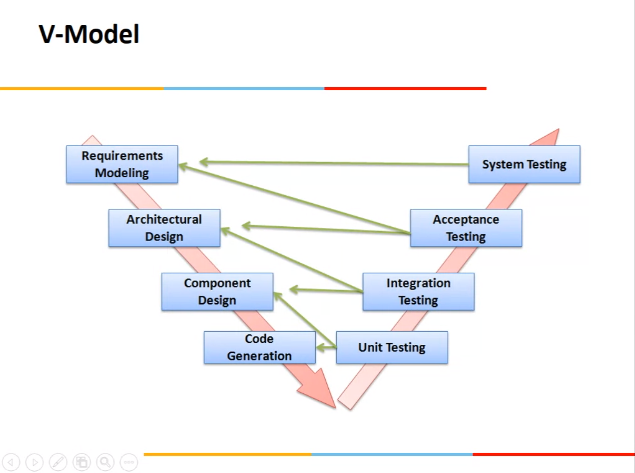 V-Model
Requirements
Modeling
System Testing
Architectural
Design
Acceptance
Testing
Component
Design
Integration
Testing
Code
Generation
Unit Testing